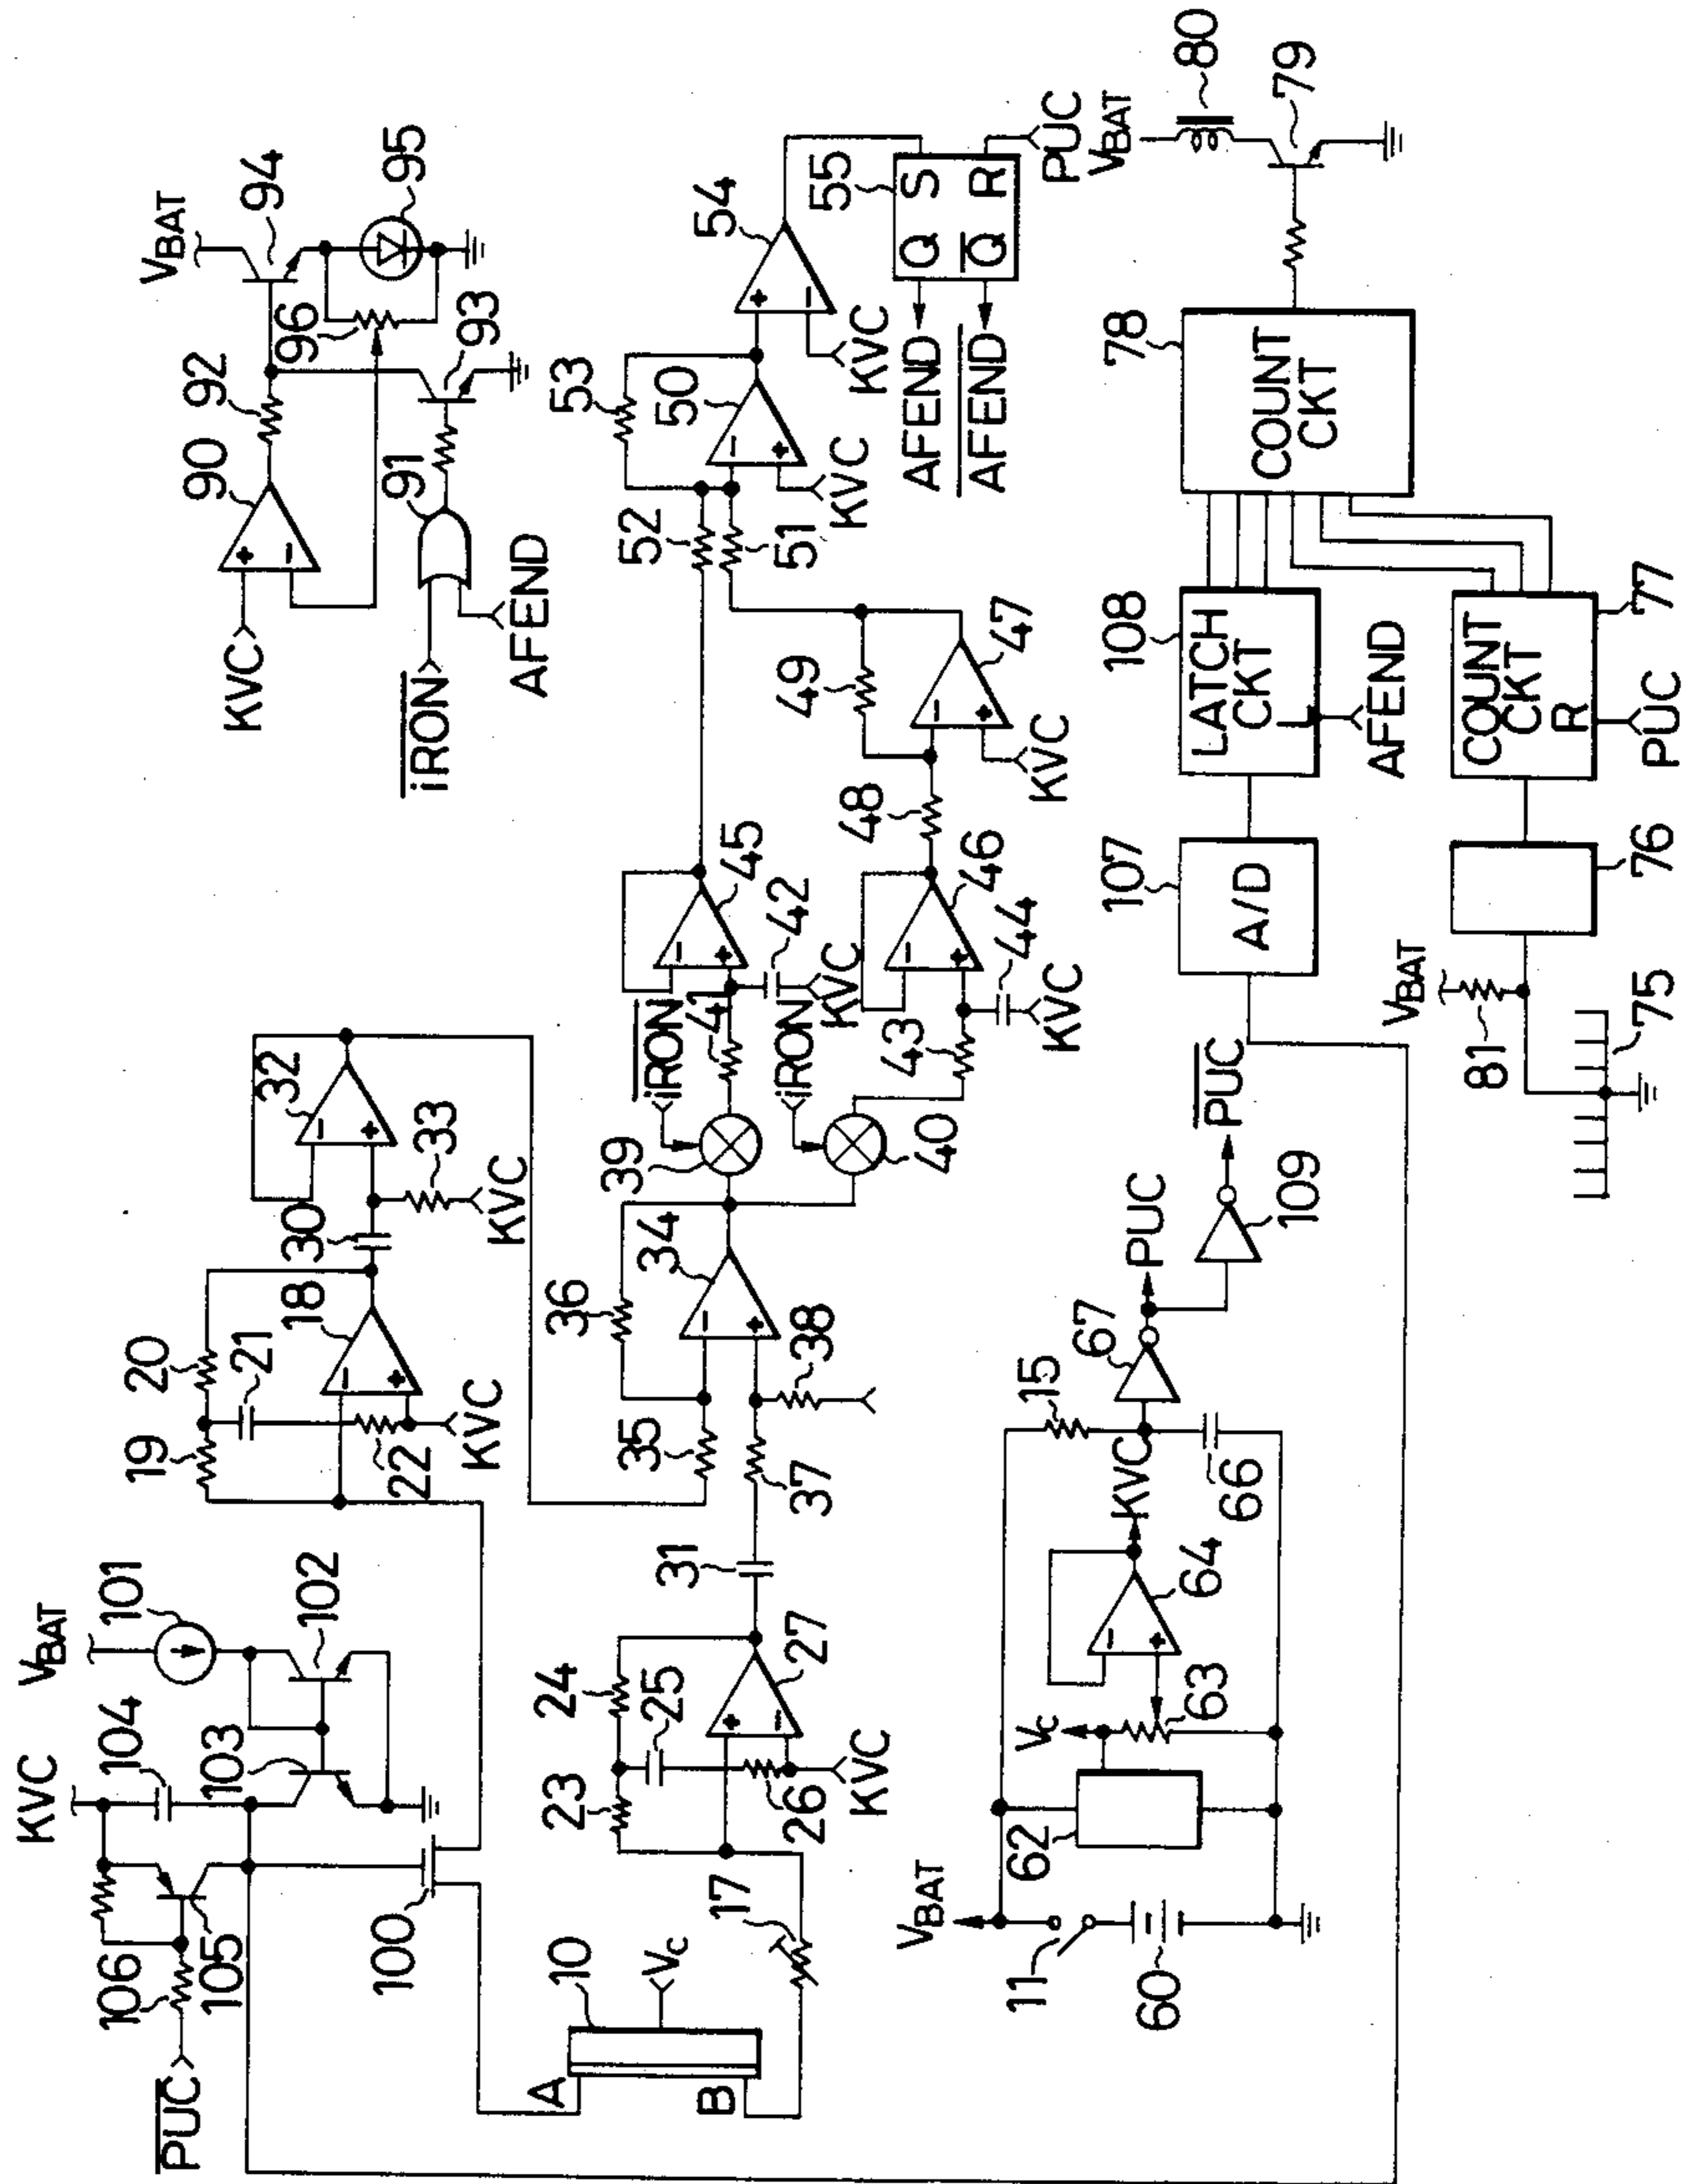 V_BAT
94
95
90
92
96
93
91
KVC
iRON
AFEND
54
53
50
55
S
Q
R
Q
PUC
KVC
KVC
AFEND
AFEND
52
51
V_BAT
80
79
KVC
104
V_BAT
101
102
103
106
105
PUC
100
19
20
21
18
22
KVC
30
32
33
KVC
iRON
39
41
42
KVC
45
iRON
40
43
44
KVC
46
48
49
47
KVC
36
35
34
37
38
31
24
23
25
26
27
KVC
A
B
10
V_C
17
V_BAT
11
60
62
V_C
63
64
KVC
15
66
67
PUC
109
PUC
107
A/D
108
LATCH
CKT
L
AFEND
78
COUNT
CKT
V_BAT
81
75
76
COUNT
CKT
R
77
PUC